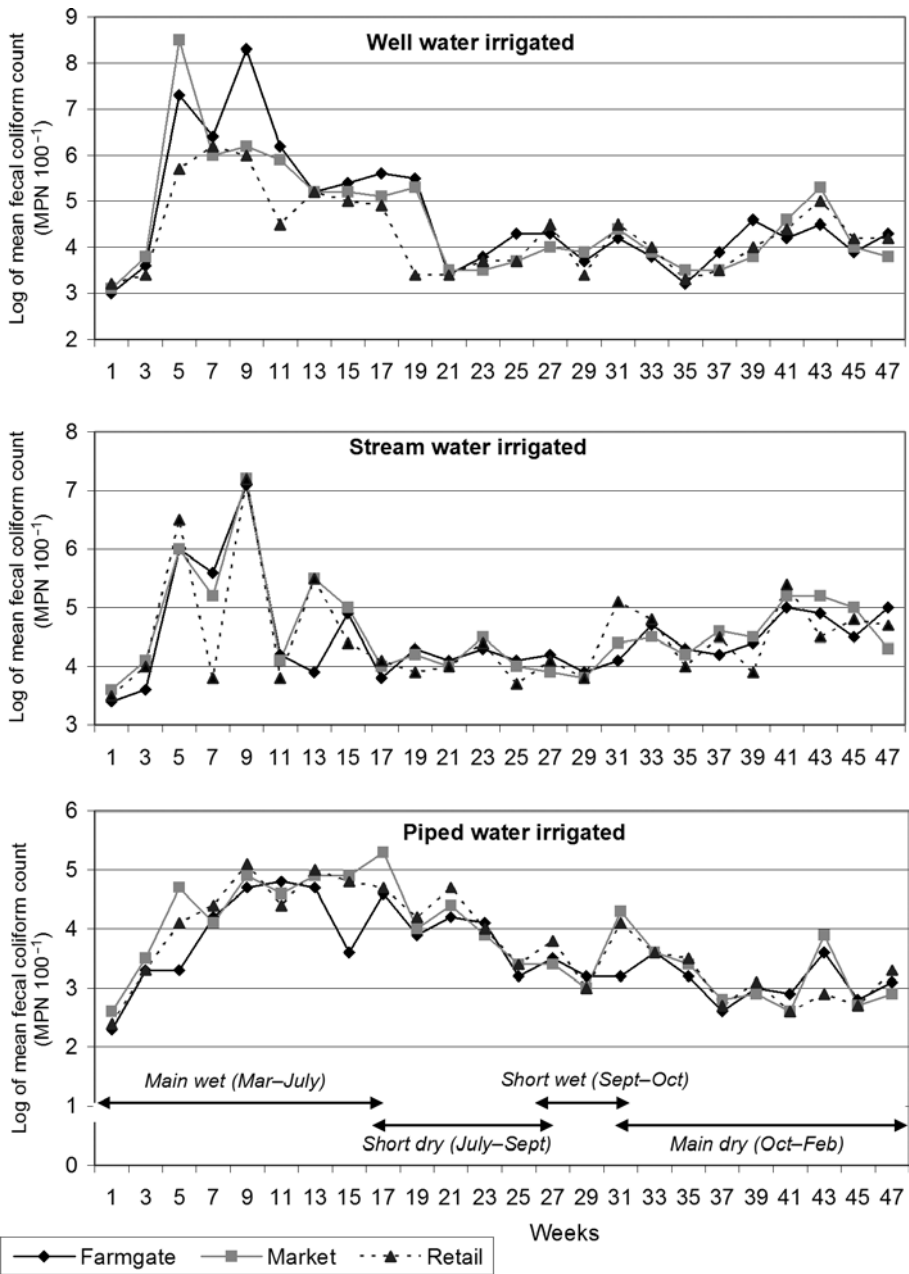 Log of mean fecal coliform count
(MPN 100⁻¹)
9
8
7
6
5
4
3
2
Well water irrigated
1 3 5 7 9 11 13 15 17 19 21 23 25 27 29 31 33 35 37 39 41 43 45 47
Log of mean fecal coliform count
(MPN 100⁻¹)
8
7
6
5
4
3
Stream water irrigated
1 3 5 7 9 11 13 15 17 19 21 23 25 27 29 31 33 35 37 39 41 43 45 47
Log of mean fecal coliform count
(MPN 100⁻¹)
6
5
4
3
2
1
0
Piped water irrigated
Main wet (Mar–July)
Short wet (Sept–Oct)
Short dry (July–Sept)
Main dry (Oct–Feb)
1 3 5 7 9 11 13 15 17 19 21 23 25 27 29 31 33 35 37 39 41 43 45 47
Weeks
Farmgate Market Retail